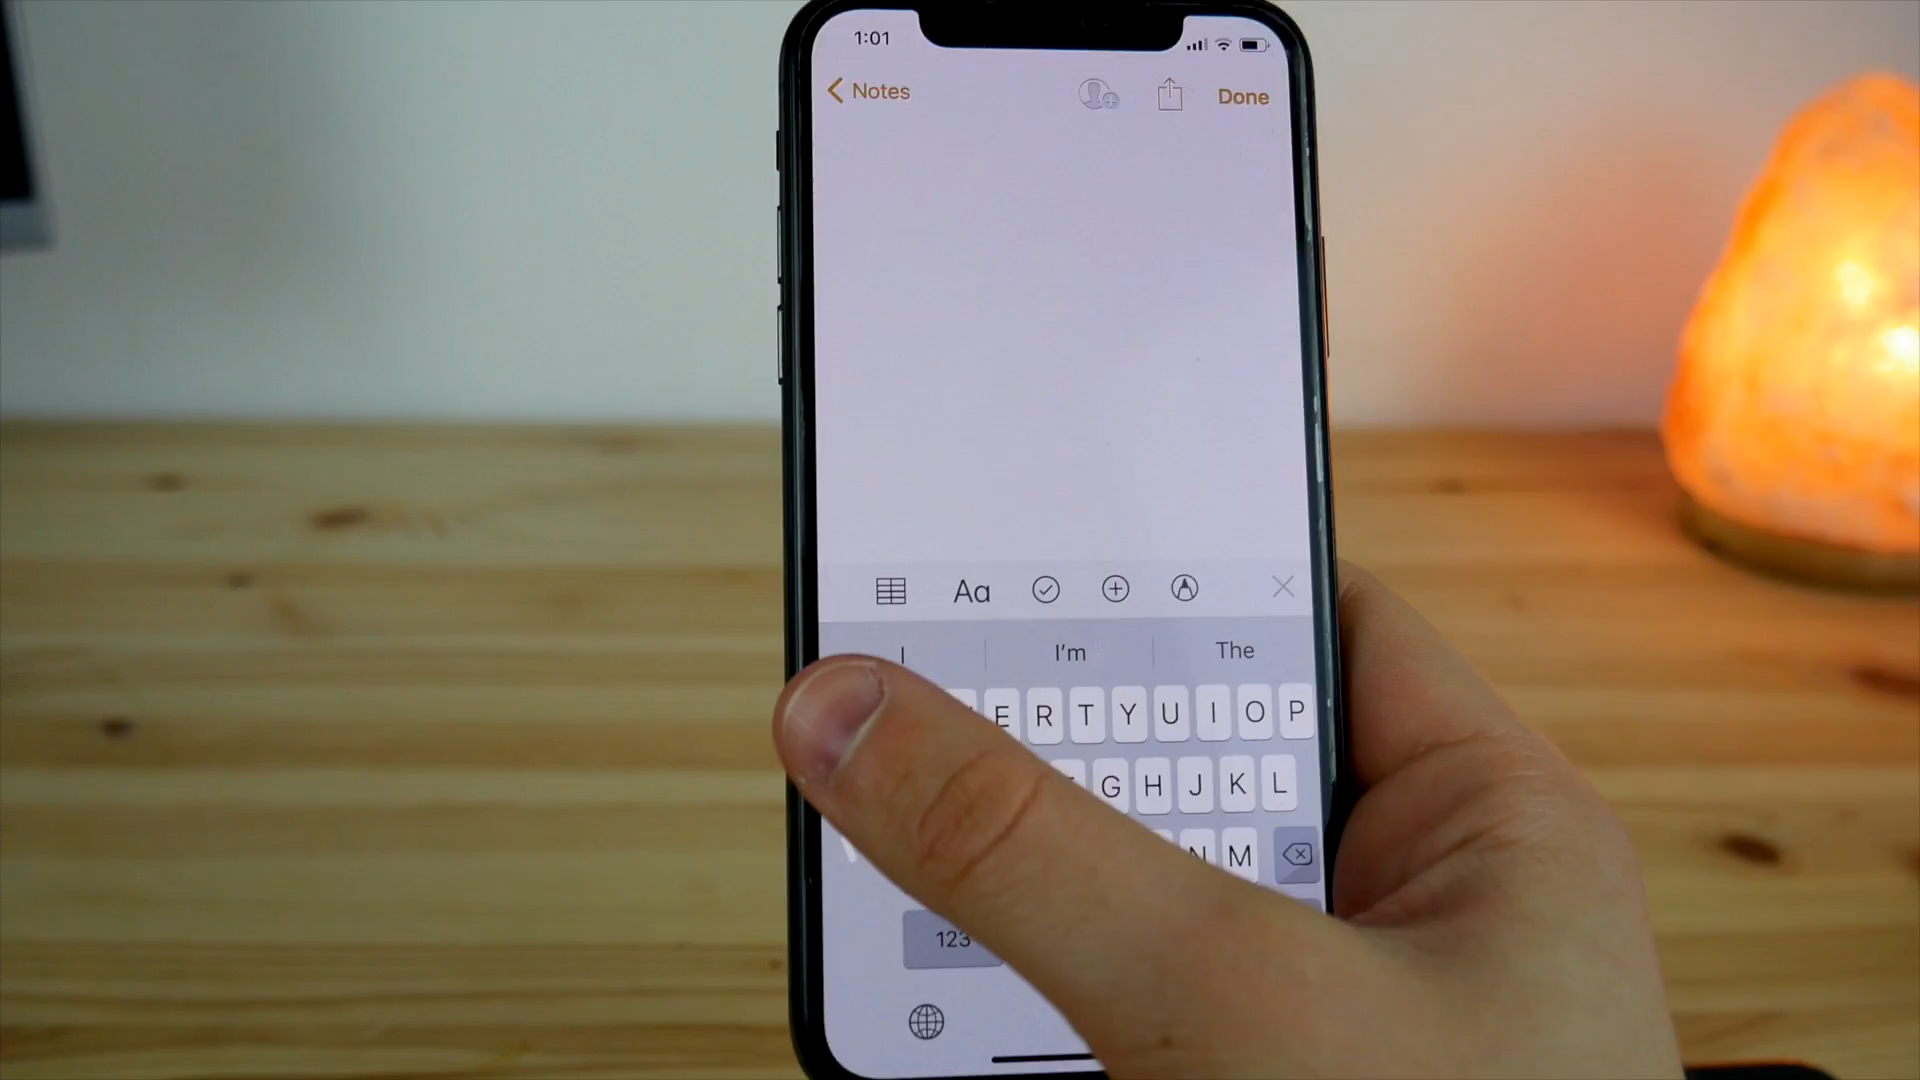 1:01
Notes Done
Aa
I I'm The
E R T Y U I O P
G H J K L
N M
123